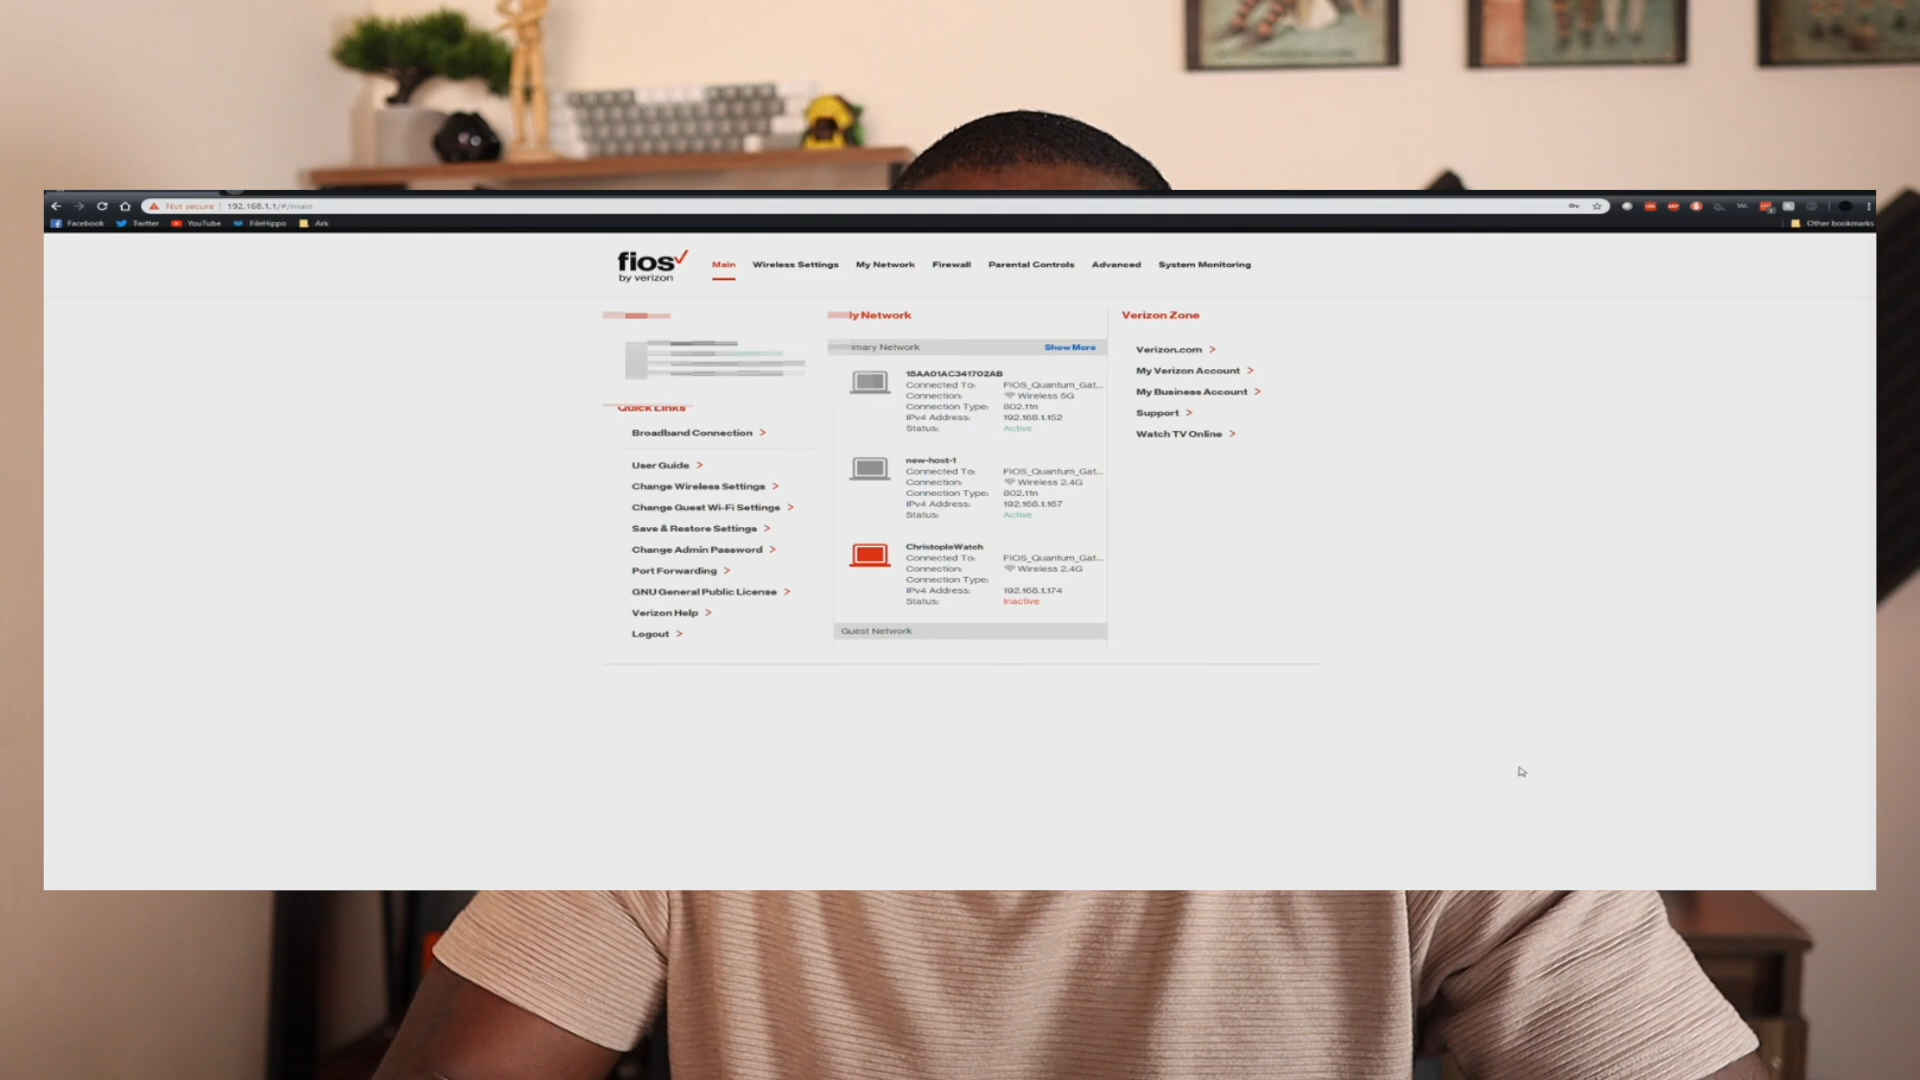 Not secure | 192.168.1.1/#/main
Facebook Twitter YouTube FileHippo Ark Other bookmarks
fios
by verizon
Main Wireless Settings My Network Firewall Parental Controls Advanced System Monitoring
ly Network
imary Network Show More
15AA01AC341702AB
Connected To: FiOS_Quantum_Gat...
Connection: Wireless 5G
Connection Type: 802.11n
IPv4 Address: 192.168.1.152
Status: Active
new-host-1
Connected To: FiOS_Quantum_Gat...
Connection: Wireless 2.4G
Connection Type: 802.11n
IPv4 Address: 192.168.1.167
Status: Active
ChristopleWatch
Connected To: FiOS_Quantum_Gat...
Connection: Wireless 2.4G
Connection Type:
IPv4 Address: 192.168.1.174
Status: Inactive
Guest Network
Quick Links
Broadband Connection >
User Guide >
Change Wireless Settings >
Change Guest Wi-Fi Settings >
Save & Restore Settings >
Change Admin Password >
Port Forwarding >
GNU General Public License >
Verizon Help >
Logout >
Verizon Zone
Verizon.com >
My Verizon Account >
My Business Account >
Support >
Watch TV Online >